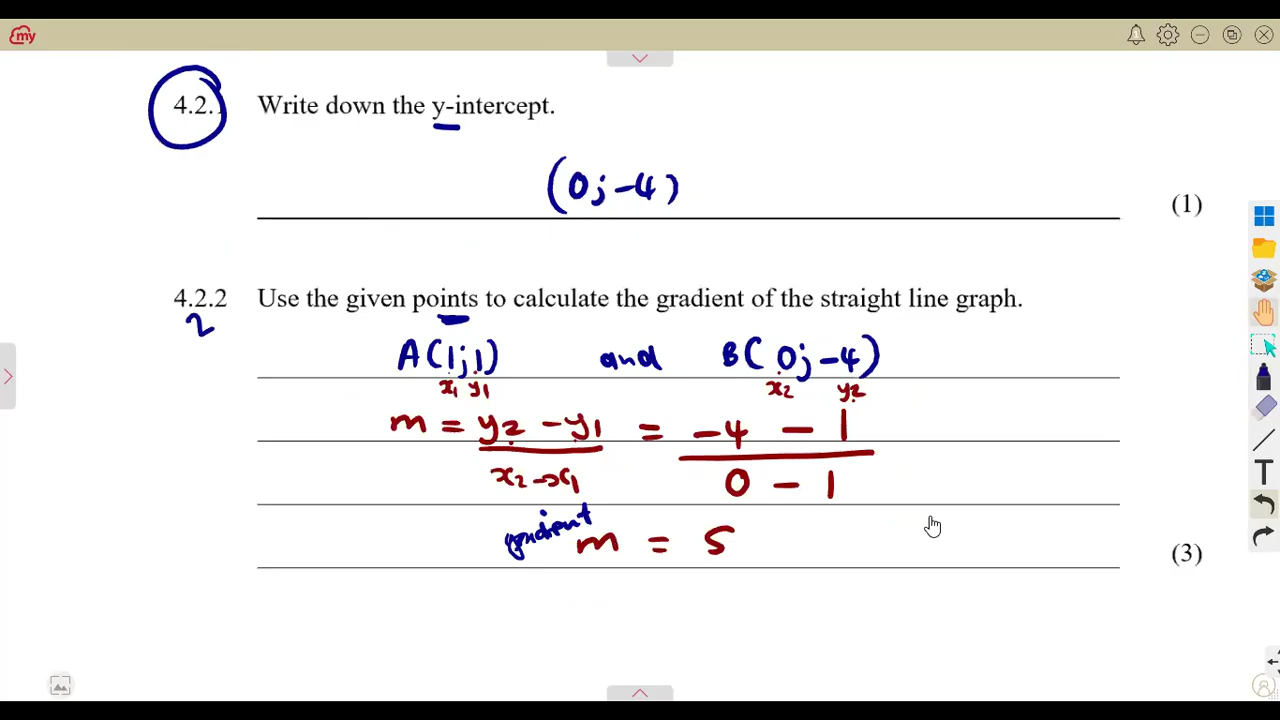 my
4.2.1 Write down the y-intercept.
(0; -4)
(1)
4.2.2 Use the given points to calculate the gradient of the straight line graph.
2
A(1;1) and B(0; -4)
x1 y1 x2 y2
m = y2 - y1 = -4 - 1
x2 - x1 0 - 1
gradient m = 5
(3)
T